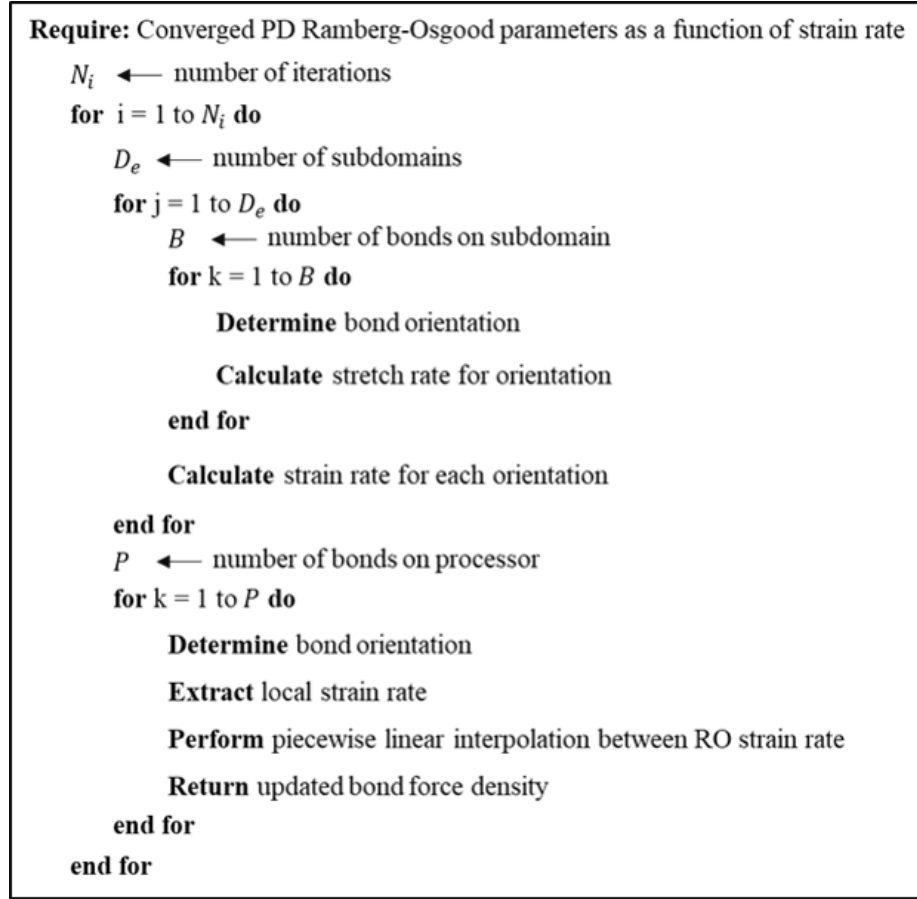 Require: Converged PD Ramberg-Osgood parameters as a function of strain rate
N_i ← number of iterations
for i = 1 to N_i do
D_e ← number of subdomains
for j = 1 to D_e do
B ← number of bonds on subdomain
for k = 1 to B do
Determine bond orientation
Calculate stretch rate for orientation
end for
Calculate strain rate for each orientation
end for
P ← number of bonds on processor
for k = 1 to P do
Determine bond orientation
Extract local strain rate
Perform piecewise linear interpolation between RO strain rate
Return updated bond force density
end for
end for